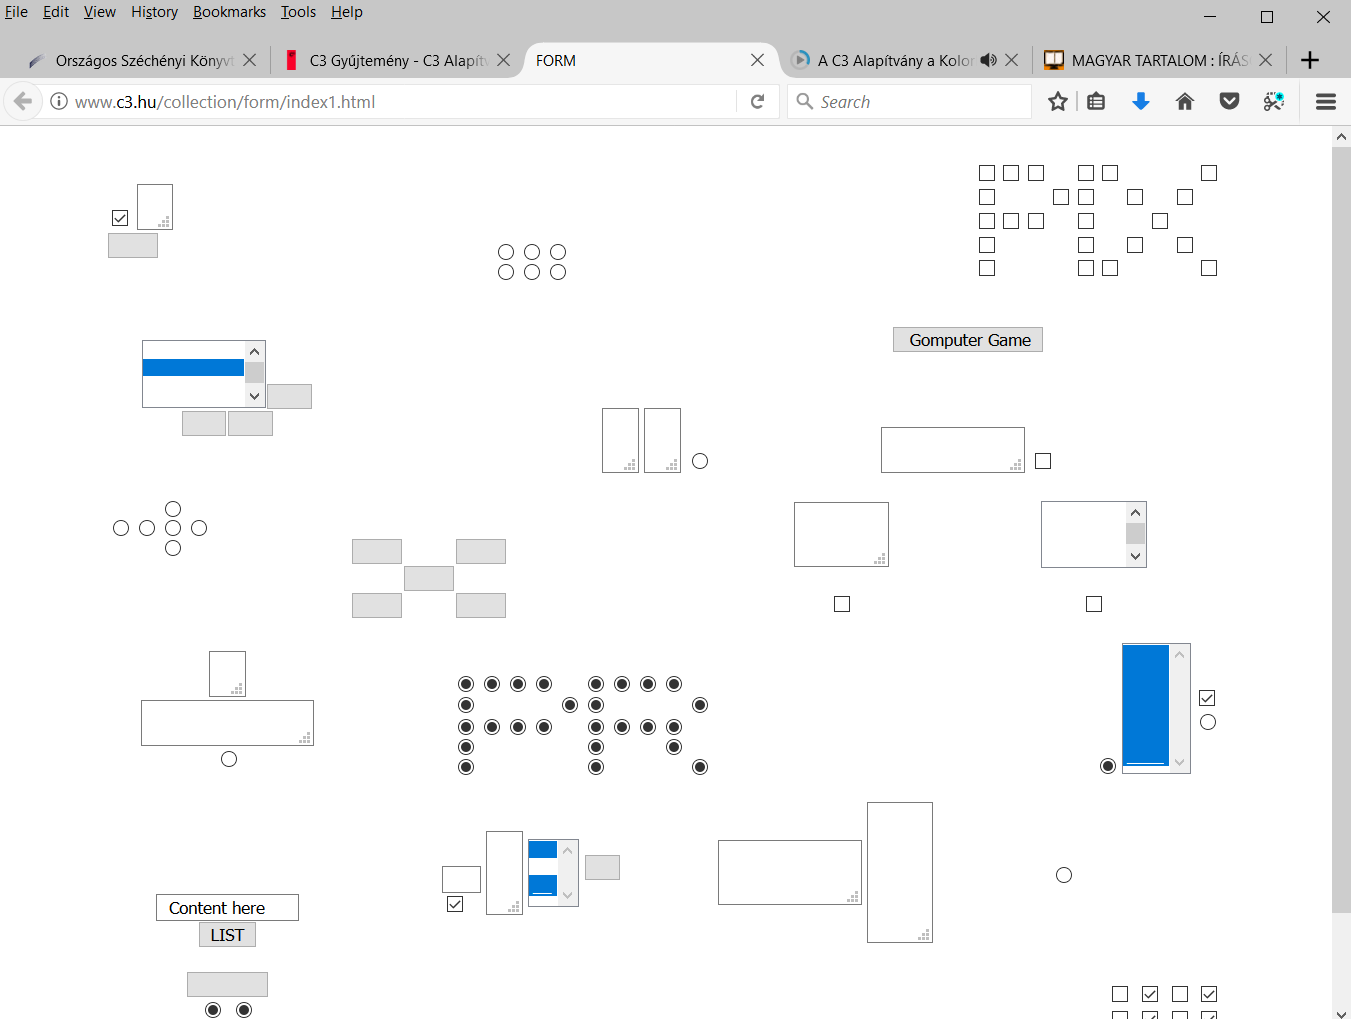 File Edit View History Bookmarks Tools Help
Országos Széchényi Könyvt
C3 Gyűjtemény - C3 Alapítv
FORM
A C3 Alapítvány a Kolor
MAGYAR TARTALOM : ÍRÁS
www.c3.hu/collection/form/index1.html
Search
Gomputer Game
Content here
LIST